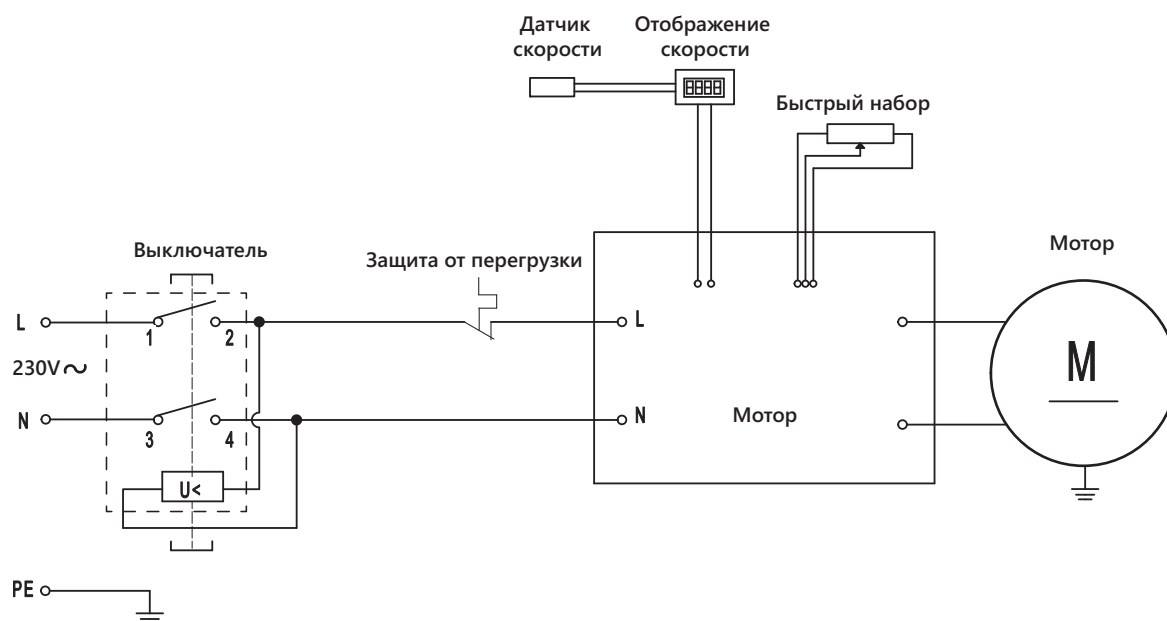 Датчик
скорости
Отображение
скорости
Быстрый набор
Выключатель
Защита от перегрузки
Мотор
L
1
2
L
230V~
M
N
3
4
N
Мотор
U<
PE